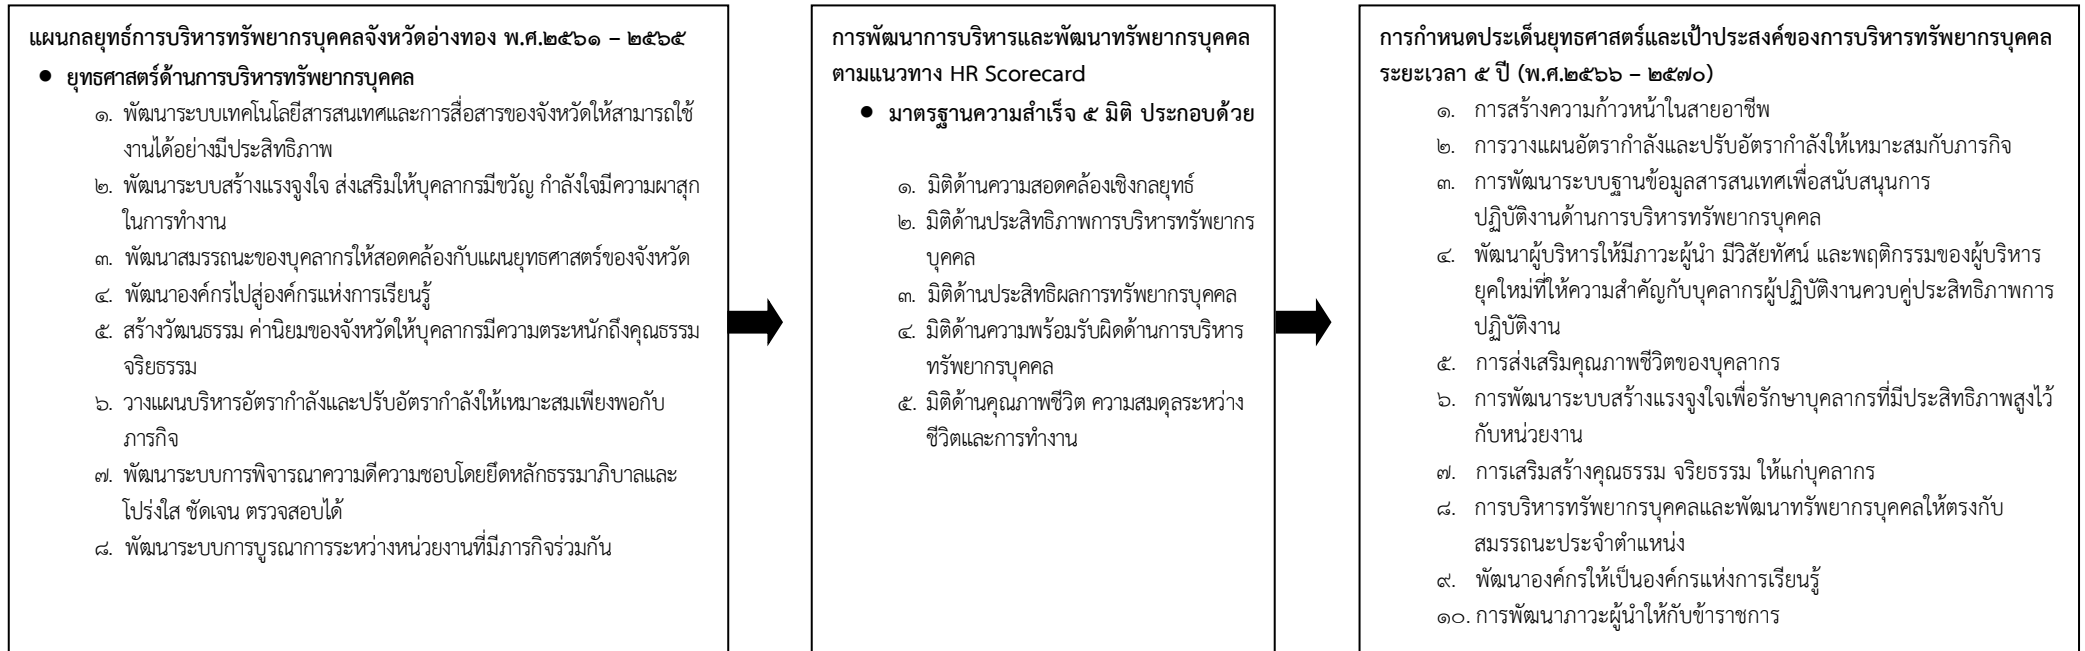 แผนกลยุทธ์การบริหารทรัพยากรบุคคลจังหวัดอ่างทอง พ.ศ.๒๕๖๑ – ๒๕๖๕
● ยุทธศาสตร์ด้านการบริหารทรัพยากรบุคคล
๑. พัฒนาระบบเทคโนโลยีสารสนเทศและการสื่อสารของจังหวัดให้สามารถใช้
งานได้อย่างมีประสิทธิภาพ
๒. พัฒนาระบบสร้างแรงจูงใจ ส่งเสริมให้บุคลากรมีขวัญ กำลังใจมีความผาสุก
ในการทำงาน
๓. พัฒนาสมรรถนะของบุคลากรให้สอดคล้องกับแผนยุทธศาสตร์ของจังหวัด
๔. พัฒนาองค์กรไปสู่องค์กรแห่งการเรียนรู้
๕. สร้างวัฒนธรรม ค่านิยมของจังหวัดให้บุคลากรมีความตระหนักถึงคุณธรรม
จริยธรรม
๖. วางแผนบริหารอัตรากำลังและปรับอัตรากำลังให้เหมาะสมเพียงพอกับ
ภารกิจ
๗. พัฒนาระบบการพิจารณาความดีความชอบโดยยึดหลักธรรมาภิบาลและ
โปร่งใส ชัดเจน ตรวจสอบได้
๘. พัฒนาระบบการบูรณาการระหว่างหน่วยงานที่มีภารกิจร่วมกัน
การพัฒนาการบริหารและพัฒนาทรัพยากรบุคคล
ตามแนวทาง HR Scorecard
● มาตรฐานความสำเร็จ ๕ มิติ ประกอบด้วย
๑. มิติด้านความสอดคล้องเชิงกลยุทธ์
๒. มิติด้านประสิทธิภาพการบริหารทรัพยากร
บุคคล
๓. มิติด้านประสิทธิผลการทรัพยากรบุคคล
๔. มิติด้านความพร้อมรับผิดด้านการบริหาร
ทรัพยากรบุคคล
๕. มิติด้านคุณภาพชีวิต ความสมดุลระหว่าง
ชีวิตและการทำงาน
การกำหนดประเด็นยุทธศาสตร์และเป้าประสงค์ของการบริหารทรัพยากรบุคคล
ระยะเวลา ๕ ปี (พ.ศ.๒๕๖๖ – ๒๕๗๐)
๑. การสร้างความก้าวหน้าในสายอาชีพ
๒. การวางแผนอัตรากำลังและปรับอัตรากำลังให้เหมาะสมกับภารกิจ
๓. การพัฒนาระบบฐานข้อมูลสารสนเทศเพื่อสนับสนุนการ
ปฏิบัติงานด้านการบริหารทรัพยากรบุคคล
๔. พัฒนาผู้บริหารให้มีภาวะผู้นำ มีวิสัยทัศน์ และพฤติกรรมของผู้บริหาร
ยุคใหม่ที่ให้ความสำคัญกับบุคลากรผู้ปฏิบัติงานควบคู่ประสิทธิภาพการ
ปฏิบัติงาน
๕. การส่งเสริมคุณภาพชีวิตของบุคลากร
๖. การพัฒนาระบบสร้างแรงจูงใจเพื่อรักษาบุคลากรที่มีประสิทธิภาพสูงไว้
กับหน่วยงาน
๗. การเสริมสร้างคุณธรรม จริยธรรม ให้แก่บุคลากร
๘. การบริหารทรัพยากรบุคคลและพัฒนาทรัพยากรบุคคลให้ตรงกับ
สมรรถนะประจำตำแหน่ง
๙. พัฒนาองค์กรให้เป็นองค์กรแห่งการเรียนรู้
๑๐. การพัฒนาภาวะผู้นำให้กับข้าราชการ